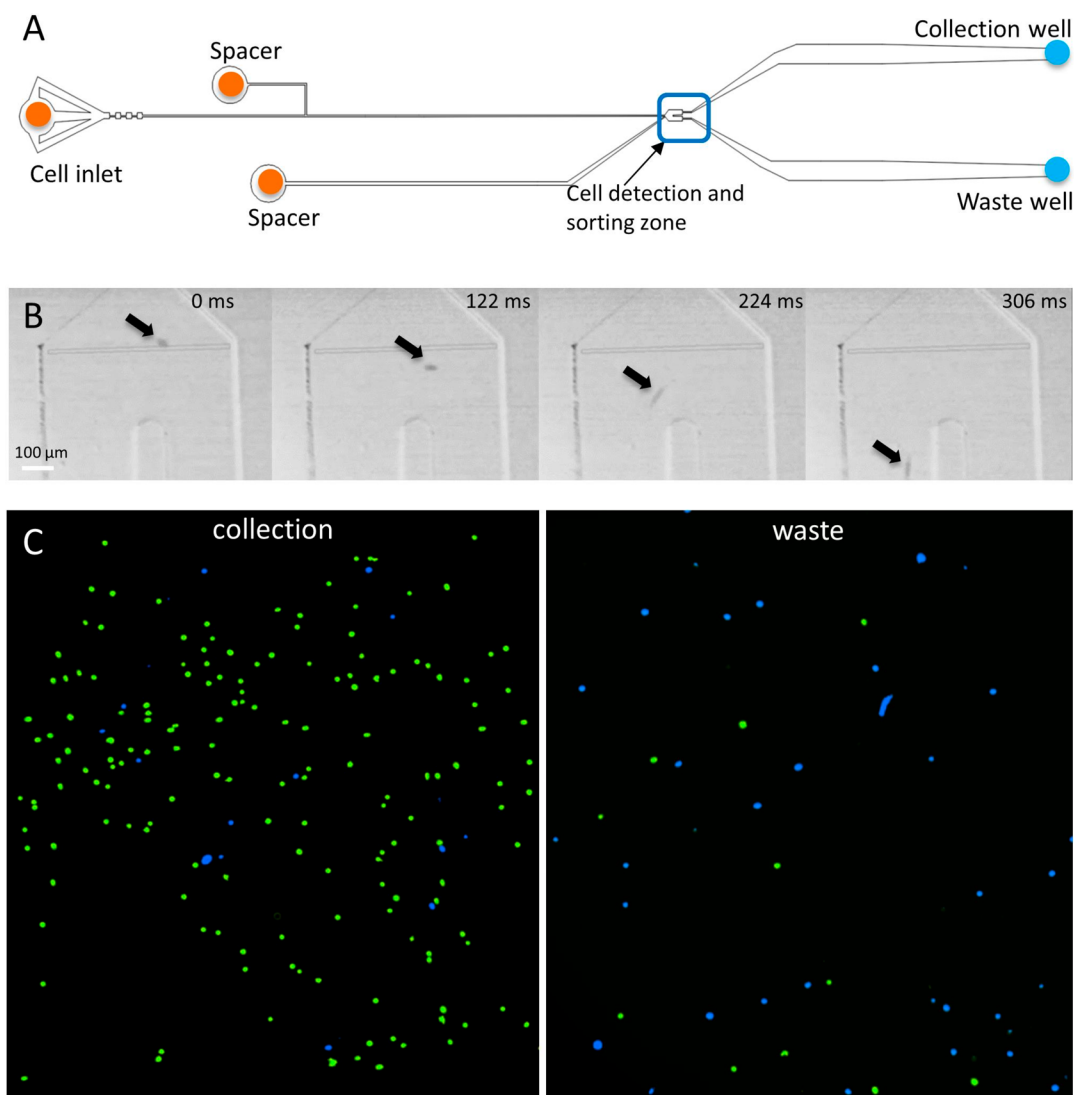 A
Spacer
Collection well
Cell inlet
Spacer
Cell detection and
sorting zone
Waste well
B
0 ms
122 ms
224 ms
306 ms
100 µm
C
collection
waste